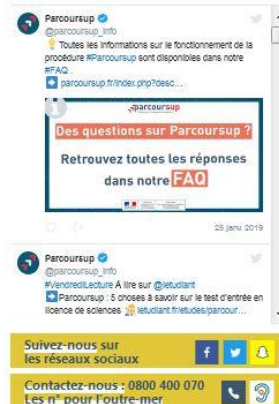 Parcoursup
@parcoursup_info
Toutes les informations sur le fonctionnement de la
procédure #Parcoursup sont disponibles dans notre
#FAQ .
parcoursup.fr/index.php?desc...
parcoursup
Des questions sur Parcoursup ?
Retrouvez toutes les réponses
dans notre FAQ
25 janv 2019
Parcoursup
@parcoursup_info
#VendrediLecture A lire sur @letudiant
Parcoursup : 5 choses à savoir sur le test d'entrée en
licence de sciences letudiant.fr/etudes/parcour...
Suivez-nous sur
les réseaux sociaux
Contactez-nous : 0800 400 070
Les n° pour l'outre-mer